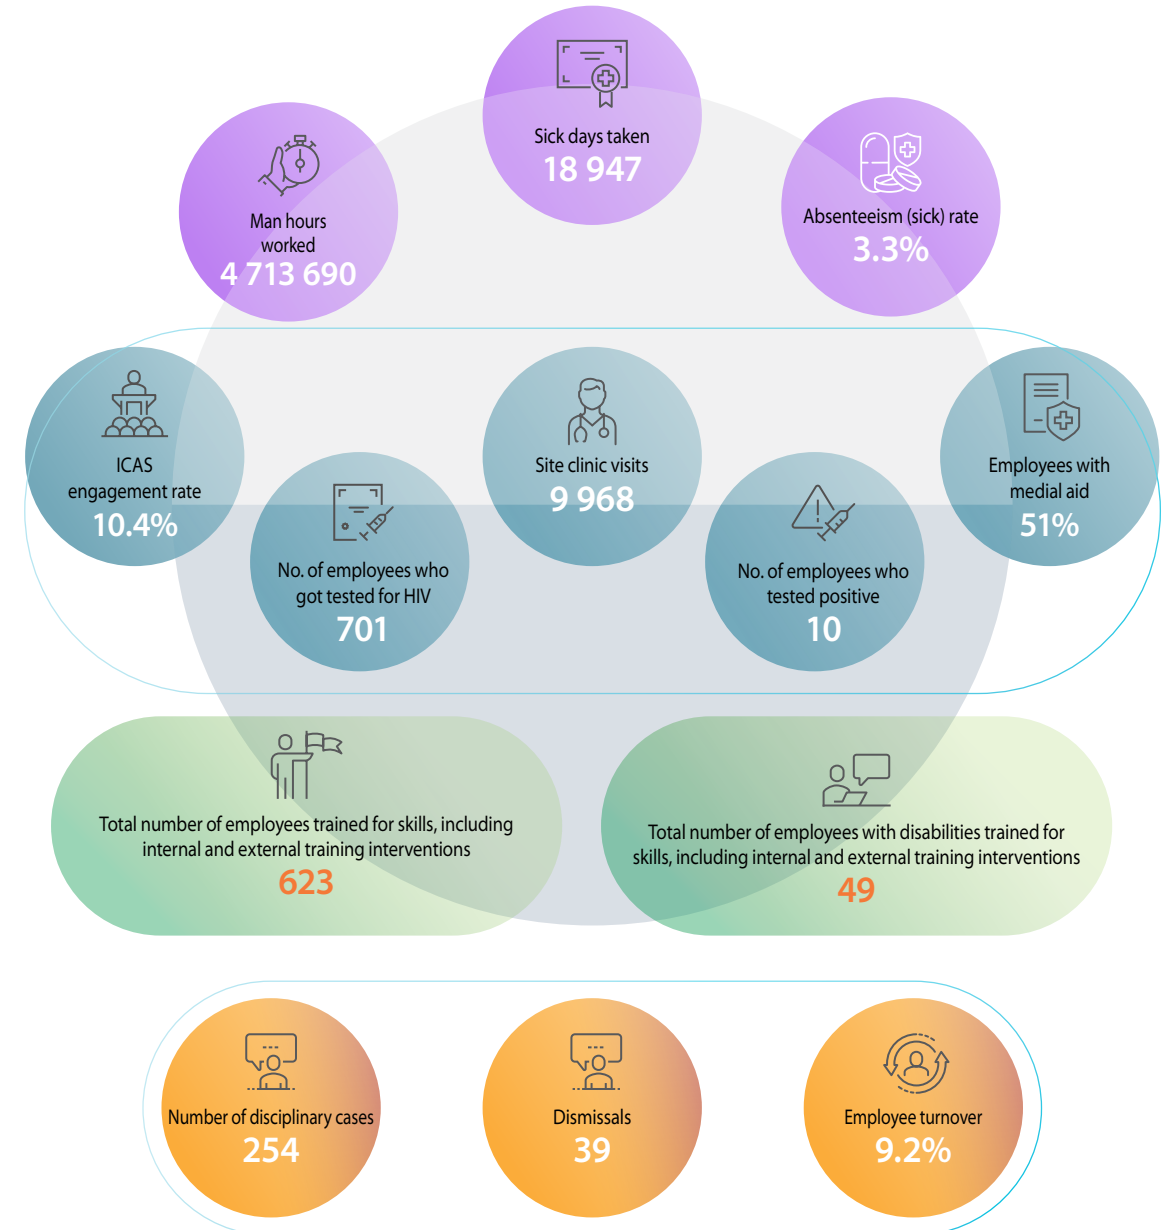 Sick days taken
18 947
Man hours
worked
4 713 690
Absenteeism (sick) rate
3.3%
ICAS
engagement rate
10.4%
Site clinic visits
9 968
Employees with
medial aid
51%
No. of employees who
got tested for HIV
701
No. of employees who
tested positive
10
Total number of employees trained for skills, including
internal and external training interventions
623
Total number of employees with disabilities trained for
skills, including internal and external training interventions
49
Number of disciplinary cases
254
Dismissals
39
Employee turnover
9.2%